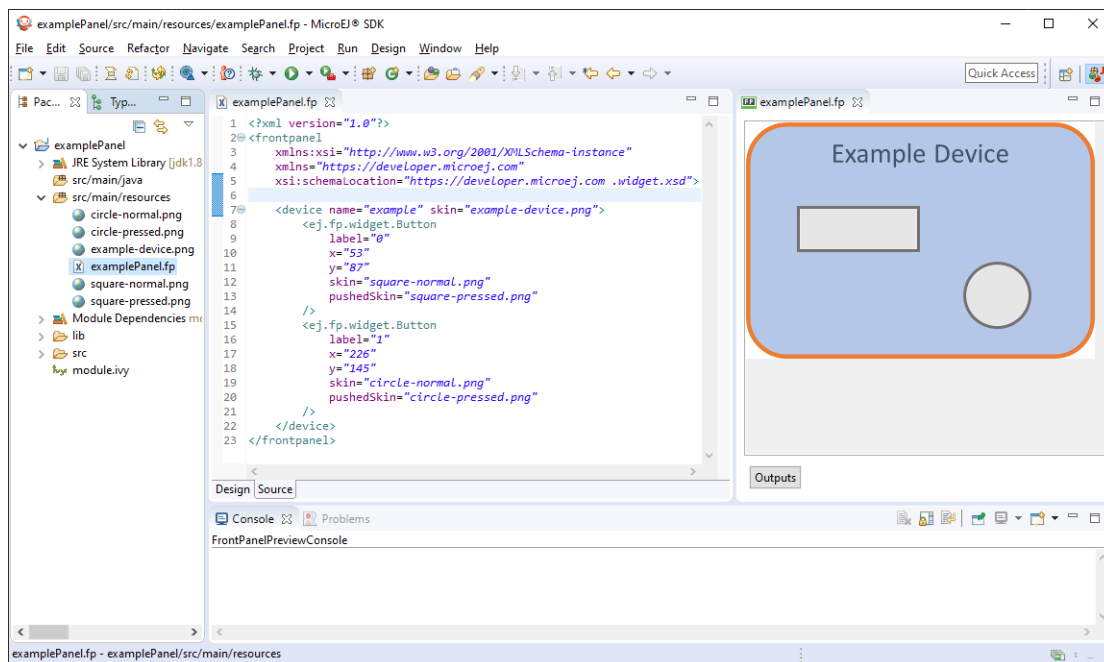 examplePanel/src/main/resources/examplePanel.fp - MicroEJ® SDK
File Edit Source Refactor Navigate Search Project Run Design Window Help
Quick Access
Pac... Typ...
examplePanel
JRE System Library [jdk1.8
src/main/java
src/main/resources
circle-normal.png
circle-pressed.png
example-device.png
examplePanel.fp
square-normal.png
square-pressed.png
Module Dependencies
lib
src
module.ivy
examplePanel.fp
1 <?xml version="1.0"?>
2 <frontpanel
3 xmlns:xsi="http://www.w3.org/2001/XMLSchema-instance"
4 xmlns="https://developer.microej.com"
5 xsi:schemaLocation="https://developer.microej.com .widget.xsd">
6
7 <device name="example" skin="example-device.png">
8 <ej.fp.widget.Button
9 label="0"
10 x="53"
11 y="87"
12 skin="square-normal.png"
13 pushedSkin="square-pressed.png"
14 />
15 <ej.fp.widget.Button
16 label="1"
17 x="226"
18 y="145"
19 skin="circle-normal.png"
20 pushedSkin="circle-pressed.png"
21 />
22 </device>
23 </frontpanel>
Design Source
examplePanel.fp
Example Device
Outputs
Console Problems
FrontPanelPreviewConsole
examplePanel.fp - examplePanel/src/main/resources